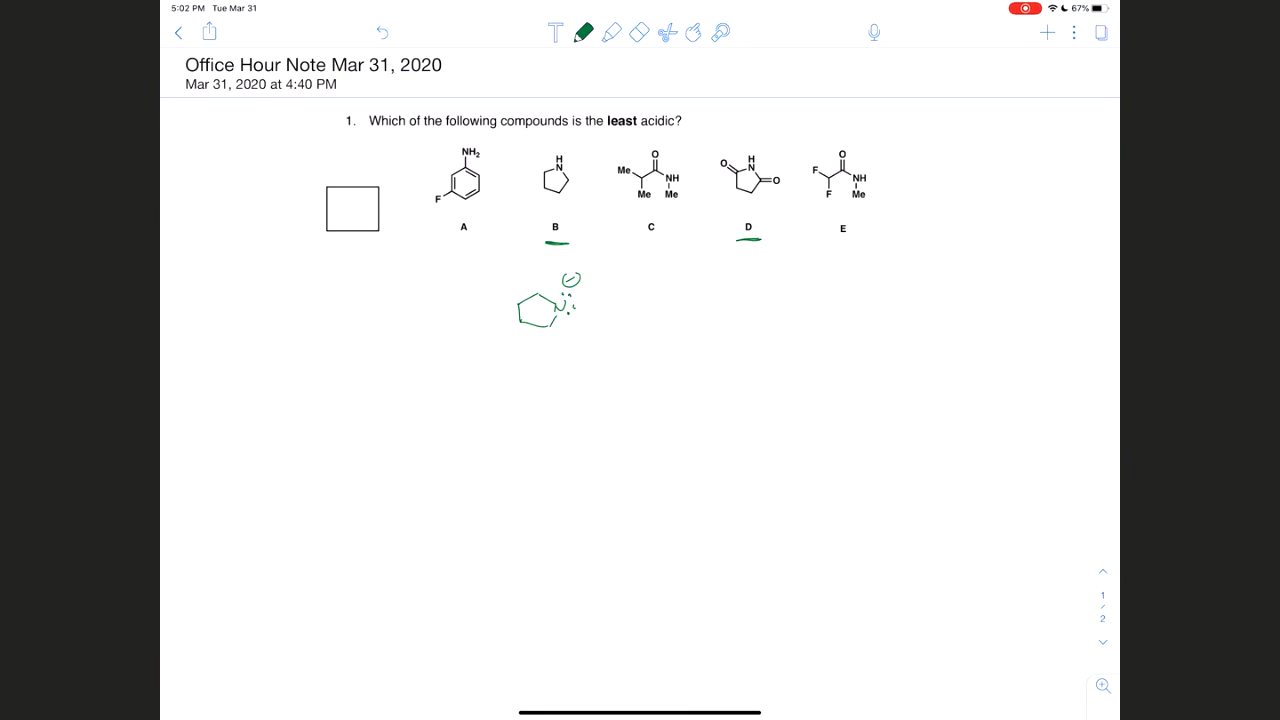 5:02 PM Tue Mar 31
67%
T
Office Hour Note Mar 31, 2020
Mar 31, 2020 at 4:40 PM
1. Which of the following compounds is the least acidic?
NH₂
F
A
H
N
B
O
Me
NH
Me Me
C
H
O N
O
D
O
F
NH
F Me
E
N
1
/
2